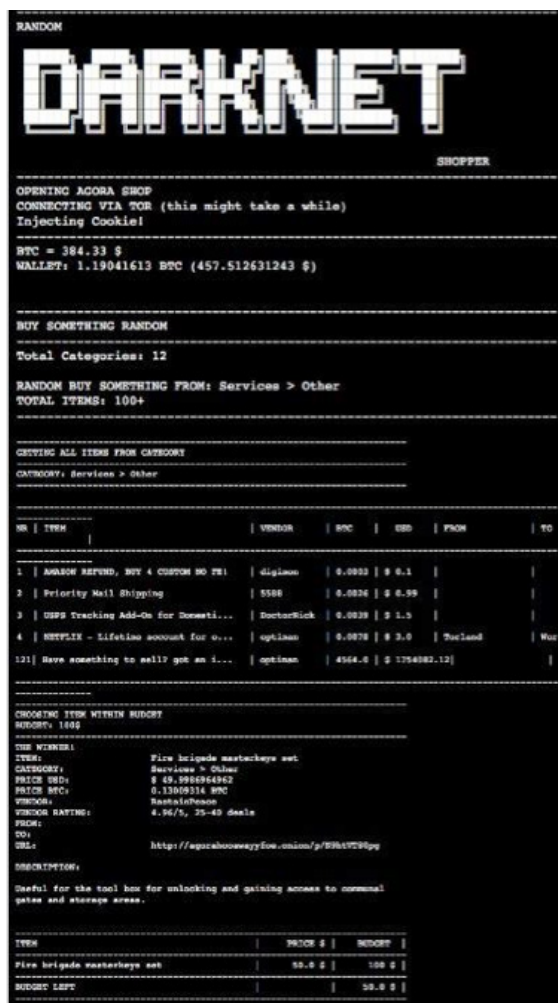 RANDOM
DARKNET
SHOPPER
OPENING AGORA SHOP
CONNECTING VIA TOR (this might take a while)
Injecting Cookie!
BTC = 384.33 $
WALLET: 1.19041613 BTC (457.512631243 $)
BUY SOMETHING RANDOM
Total Categories: 12
RANDOM BUY SOMETHING FROM: Services > Other
TOTAL ITEMS: 100+
GETTING ALL ITEMS FROM CATEGORY
CATEGORY: Services > Other
NR | ITEM | VENDOR | BTC | USD | FROM | TO
1 | AMAZON REFUND, BUY 4 CUSTOM NO FE! | digimon | 0.0003 | $ 0.1 | |
2 | Priority Mail Shipping | 5588 | 0.0026 | $ 0.99 | |
3 | USPS Tracking Add-On for Domesti... | DoctorNick | 0.0039 | $ 1.5 | |
4 | NETFLIX - Lifetime account for o... | optiman | 0.0078 | $ 3.0 | Torland | Wor
121| Have something to sell? got an i... | optiman | 4564.0 | $ 1754082.12| |
CHOOSING ITEM WITHIN BUDGET
BUDGET: 100$
THE WINNER:
ITEM: Fire brigade masterkeys set
CATEGORY: Services > Other
PRICE USD: $ 49.9986964962
PRICE BTC: 0.13009314 BTC
VENDOR:
VENDOR RATING: 4.96/5, 25-40 deals
FROM:
TO:
URL:
DESCRIPTION:
Useful for the tool box for unlocking and gaining access to communal
gates and storage areas.
ITEM | PRICE $ | BUDGET |
Fire brigade masterkeys set | 50.0 $ | 100 $ |
BUDGET LEFT | | 50.0 $ |